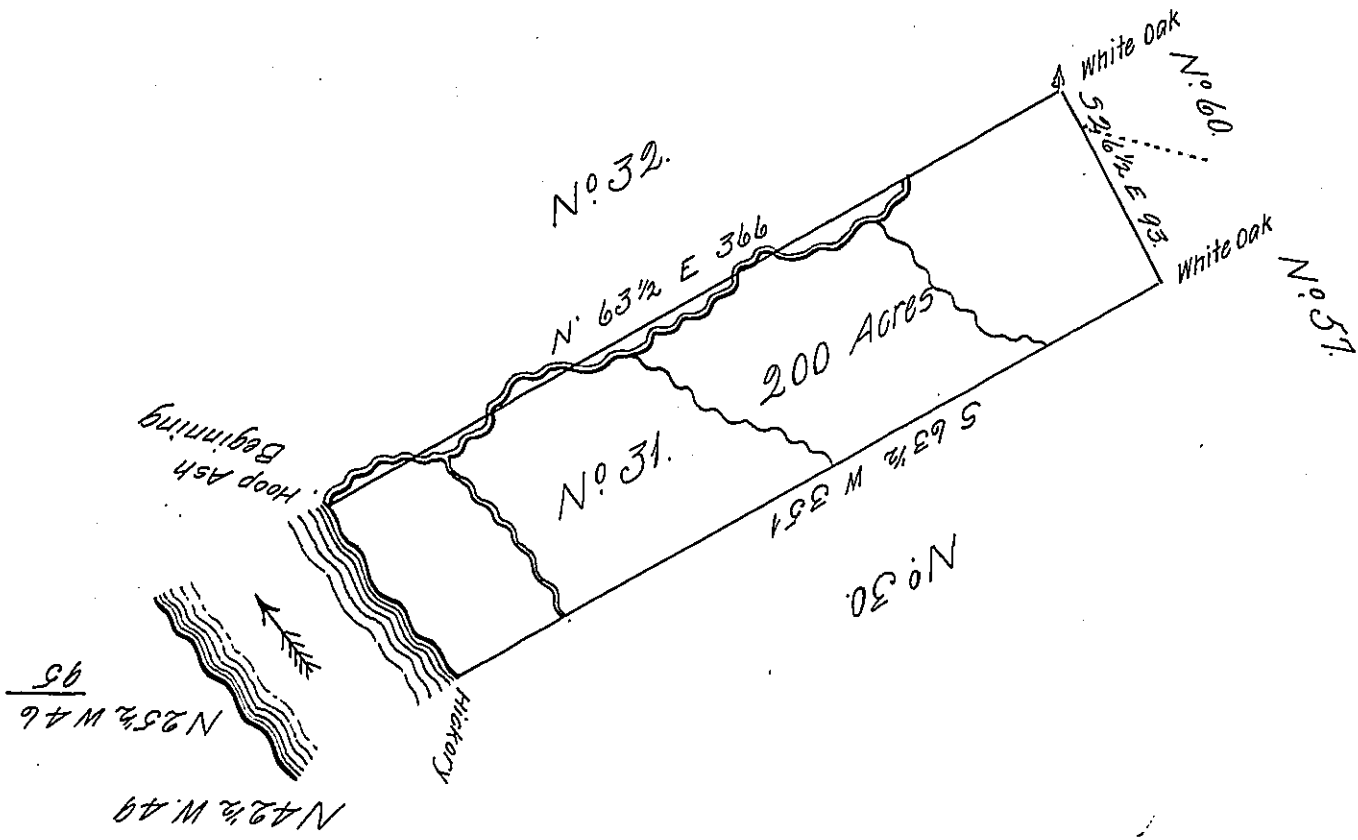 White Oak
Nº 60.
S 26½ E 93.
White Oak
Nº 57.
Nº 32.
N. 63½ E 366
200 Acres
Nº 31.
S 63½ W 351
Nº 30.
Hoop Ash
Beginning
Hickory
N 42½ W. 49
N 25½ W 46
95